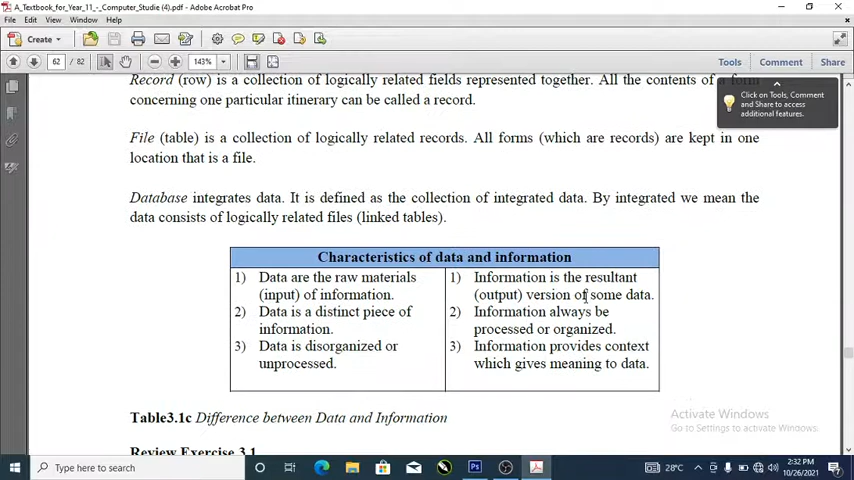 A_Textbook_for_Year_11_-_Computer_Studie (4).pdf - Adobe Acrobat Pro
File Edit View Window Help
Create
62 / 82 143% Tools Comment Share
Click on Tools, Comment
and Share to access
additional features.
Record (row) is a collection of logically related fields represented together. All the contents of a form
concerning one particular itinerary can be called a record.
File (table) is a collection of logically related records. All forms (which are records) are kept in one
location that is a file.
Database integrates data. It is defined as the collection of integrated data. By integrated we mean the
data consists of logically related files (linked tables).
Characteristics of data and information
1) Data are the raw materials
(input) of information.
2) Data is a distinct piece of
information.
3) Data is disorganized or
unprocessed.
1) Information is the resultant
(output) version of some data.
2) Information always be
processed or organized.
3) Information provides context
which gives meaning to data.
Table3.1c Difference between Data and Information
Review Exercise 3.1
Activate Windows
Go to Settings to activate Windows.
Type here to search
28°C
2:32 PM
10/26/2021